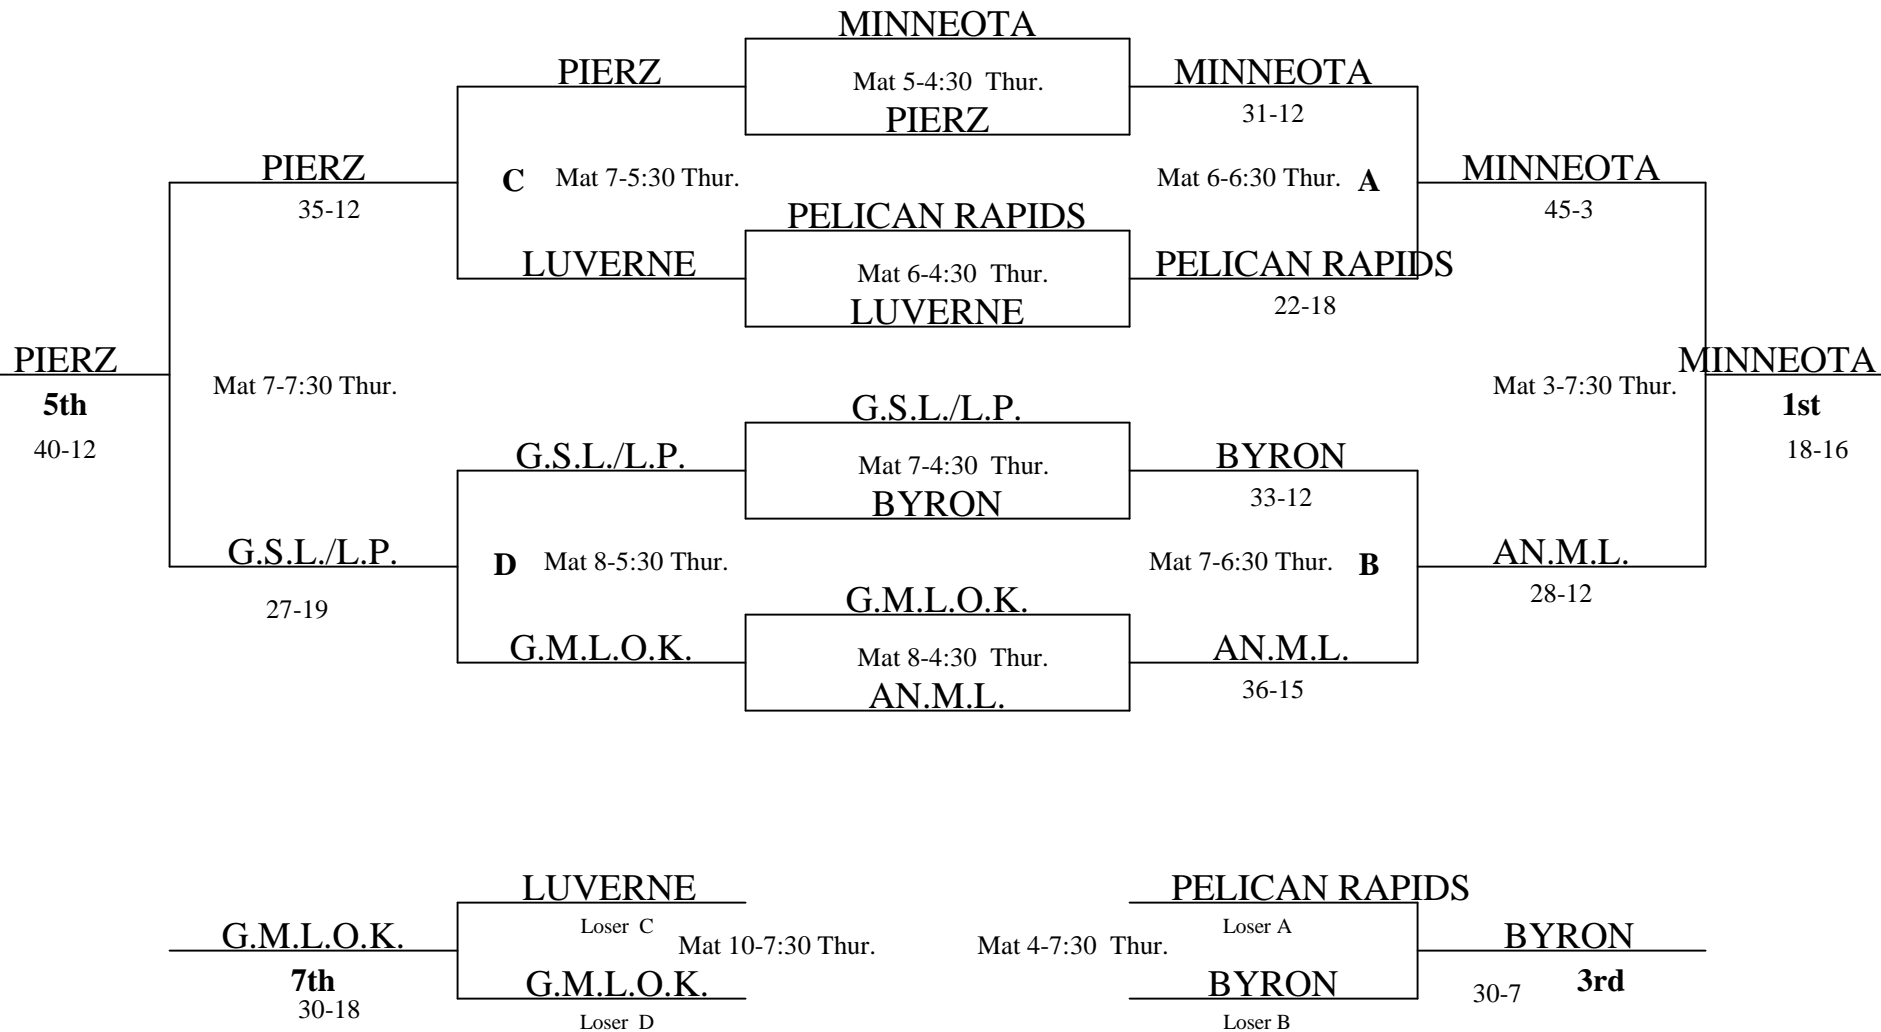 MINNEOTA
PIERZ
Mat 5-4:30 Thur.
MINNEOTA
PIERZ
31-12
PIERZ
C Mat 7-5:30 Thur.
Mat 6-6:30 Thur. A
MINNEOTA
35-12
45-3
PELICAN RAPIDS
LUVERNE
Mat 6-4:30 Thur.
PELICAN RAPIDS
LUVERNE
22-18
PIERZ
Mat 7-7:30 Thur.
Mat 3-7:30 Thur.
MINNEOTA
5th
1st
40-12
18-16
G.S.L./L.P.
G.S.L./L.P.
Mat 7-4:30 Thur.
BYRON
BYRON
33-12
G.S.L./L.P.
D Mat 8-5:30 Thur.
Mat 7-6:30 Thur. B
AN.M.L.
27-19
28-12
G.M.L.O.K.
G.M.L.O.K.
Mat 8-4:30 Thur.
AN.M.L.
AN.M.L.
36-15
LUVERNE
PELICAN RAPIDS
Loser C
Loser A
G.M.L.O.K.
Mat 10-7:30 Thur.
Mat 4-7:30 Thur.
BYRON
7th
G.M.L.O.K.
BYRON
30-7 3rd
30-18
Loser D
Loser B